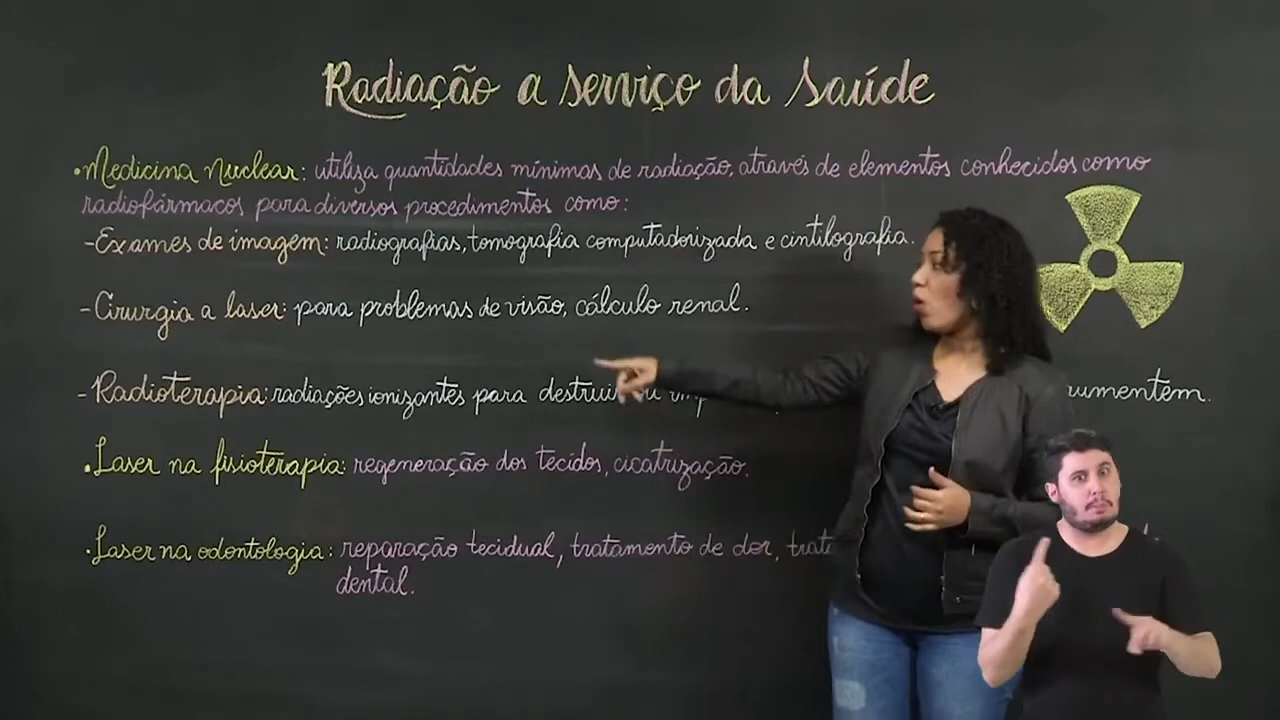 Radiação a serviço da Saúde
•Medicina Nuclear: utiliza quantidades mínimas de radiação, através de elementos conhecidos como
radiofármacos para diversos procedimentos como:
-Exames de imagem: radiografias, tomografia computadorizada e cintilografia.
-Cirurgia a laser: para problemas de visão, cálculo renal.
-Radioterapia: radiações ionizantes para destruir
•Laser na fisioterapia: regeneração dos tecidos, cicatrização.
•Laser na odontologia: reparação tecidual, tratamento de dor,
dental.